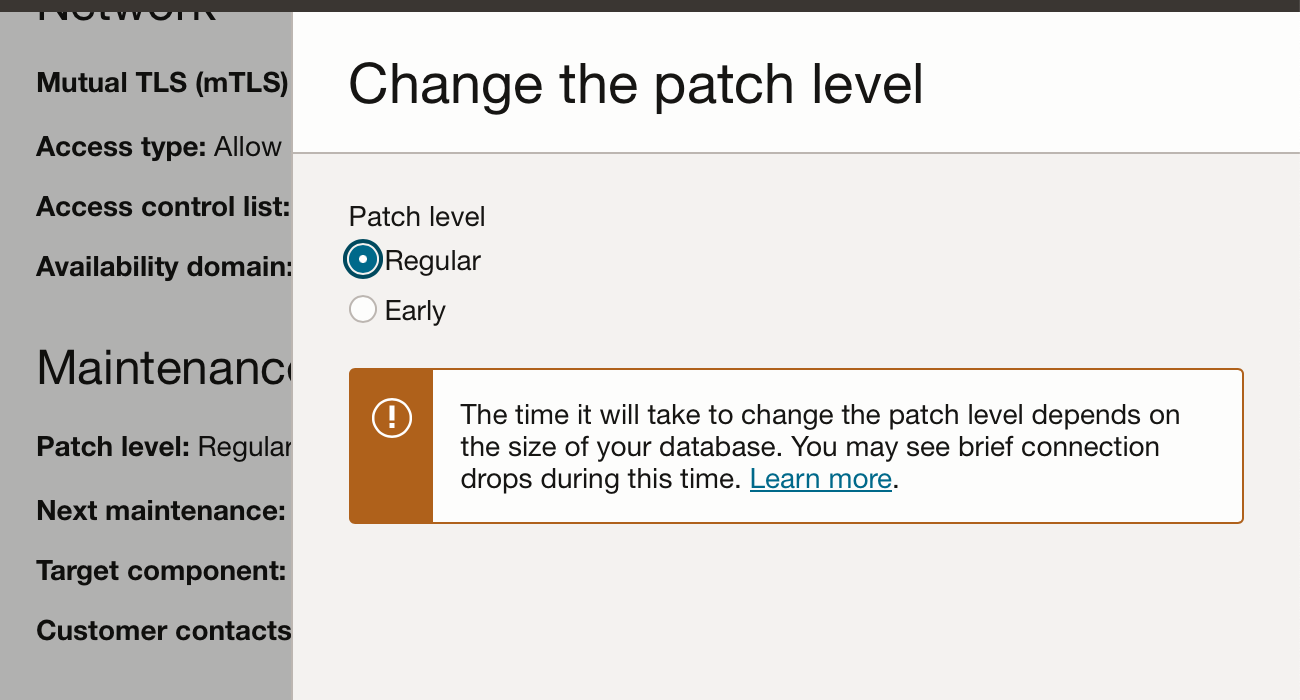 Network
Mutual TLS (mTLS)
Access type: Allow
Access control list:
Availability domain:
Maintenance
Patch level: Regular
Next maintenance:
Target component:
Customer contacts
Change the patch level
Patch level
Regular
Early
The time it will take to change the patch level depends on
the size of your database. You may see brief connection
drops during this time. Learn more.